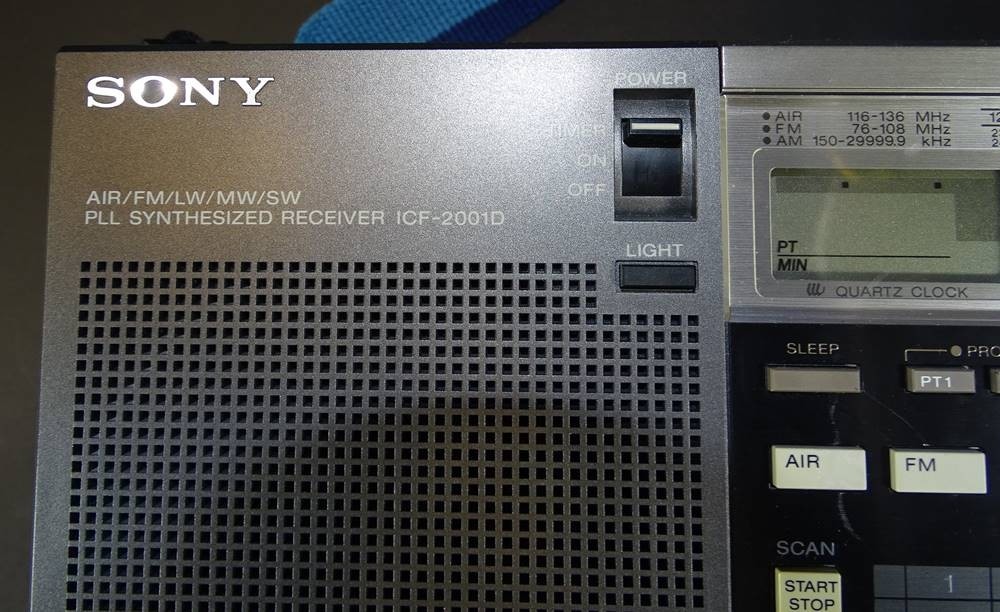 SONY
POWER
TIMER
ON
OFF
AIR/FM/LW/MW/SW
PLL SYNTHESIZED RECEIVER ICF-2001D
LIGHT
AIR 116-136 MHz
FM 76-108 MHz
AM 150-29999.9 kHz
PT
MIN
QUARTZ CLOCK
SLEEP
PT1
AIR
FM
SCAN
START
STOP
1